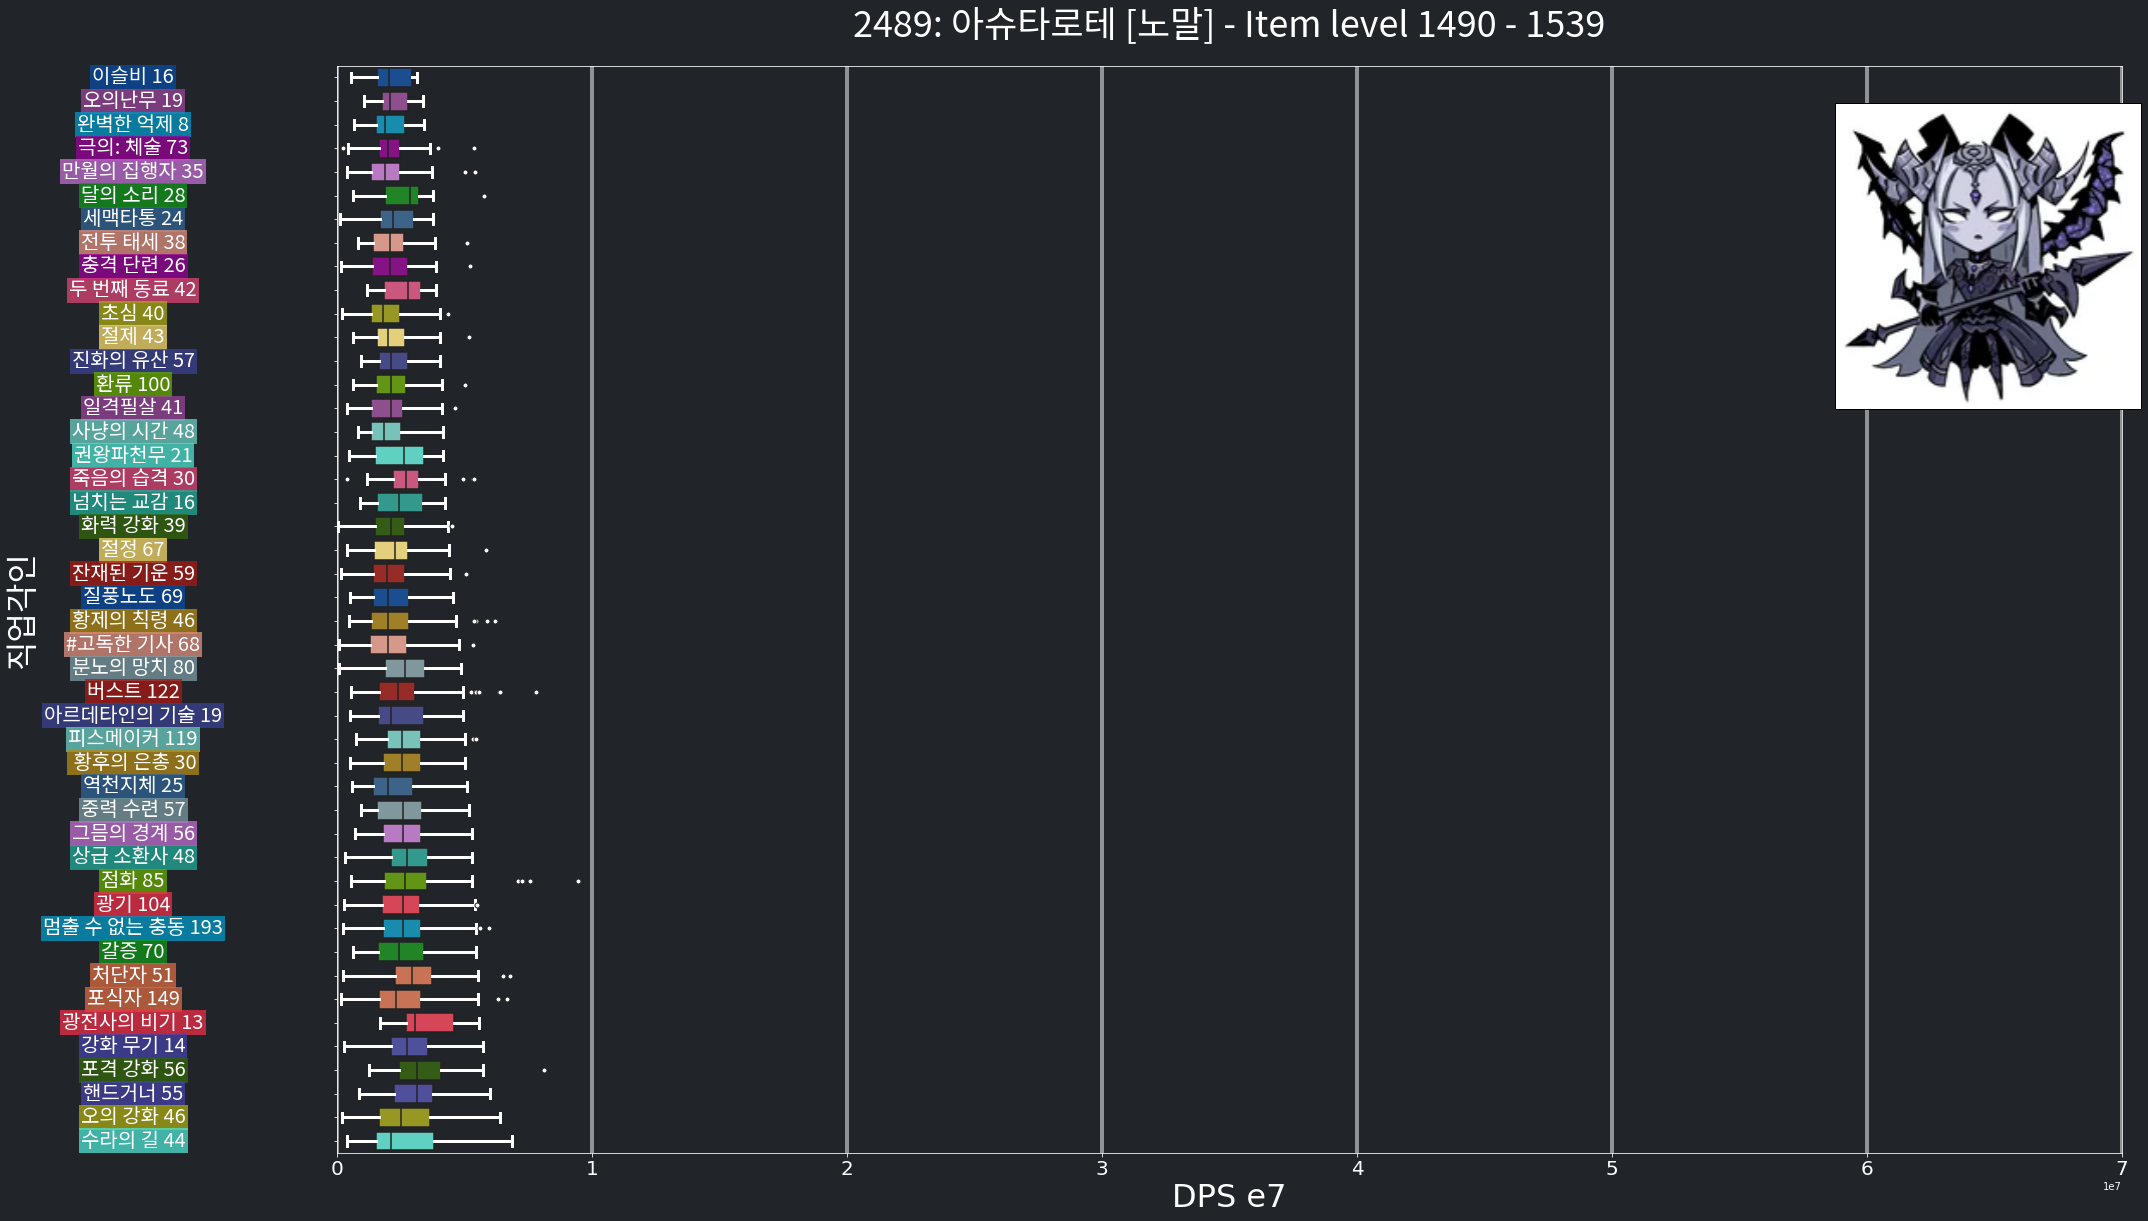 2489: 아슈타로테 [노말] - Item level 1490 - 1539
이슬비 16
오의난무 19
완벽한 억제 8
극의: 체술 73
만월의 집행자 35
달의 소리 28
세맥타통 24
전투 태세 38
충격 단련 26
두 번째 동료 42
초심 40
절제 43
진화의 유산 57
환류 100
일격필살 41
사냥의 시간 48
권왕파천무 21
죽음의 습격 30
넘치는 교감 16
화력 강화 39
절정 67
잔재된 기운 59
질풍노도 69
황제의 칙령 46
#고독한 기사 68
분노의 망치 80
버스트 122
아르데타인의 기술 19
피스메이커 119
황후의 은총 30
역천지체 25
중력 수련 57
그믐의 경계 56
상급 소환사 48
점화 85
광기 104
멈출 수 없는 충동 193
갈증 70
처단자 51
포식자 149
광전사의 비기 13
강화 무기 14
포격 강화 56
핸드거너 55
오의 강화 46
수라의 길 44
직업각인
0 1 2 3 4 5 6 7
1e7
DPS e7